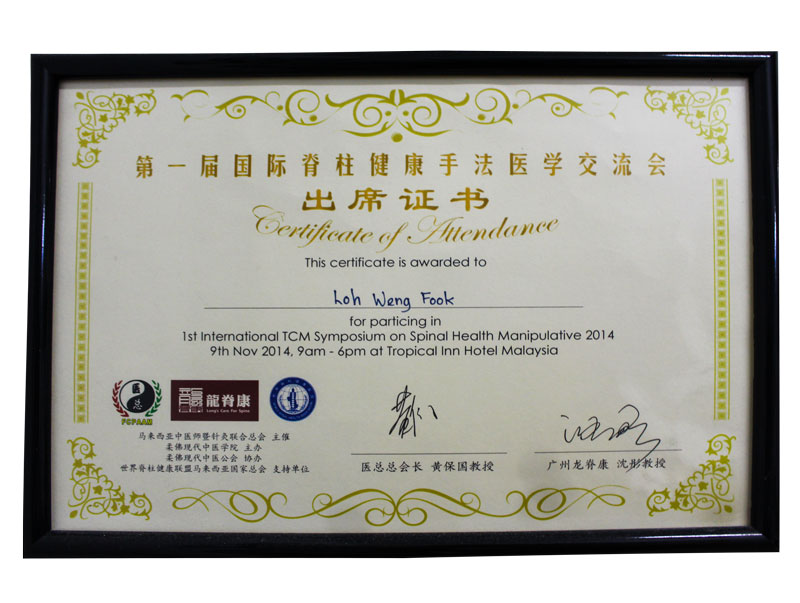 第一届国际脊柱健康手法医学交流会
出席证书
Certificate of Attendance
This certificate is awarded to
Loh Weng Fook
for particing in
1st International TCM Symposium on Spinal Health Manipulative 2014
9th Nov 2014, 9am - 6pm at Tropical Inn Hotel Malaysia
医总
FCPAAM
龍脊康
Long's Care For Spine
马来西亚中医师暨针灸联合总会 主催
柔佛现代中医学院 主办
柔佛现代中医公会 协办
世界脊柱健康联盟马来西亚国家总会 支持单位
医总总会长 黄保国教授
广州龙脊康 沈彤教授